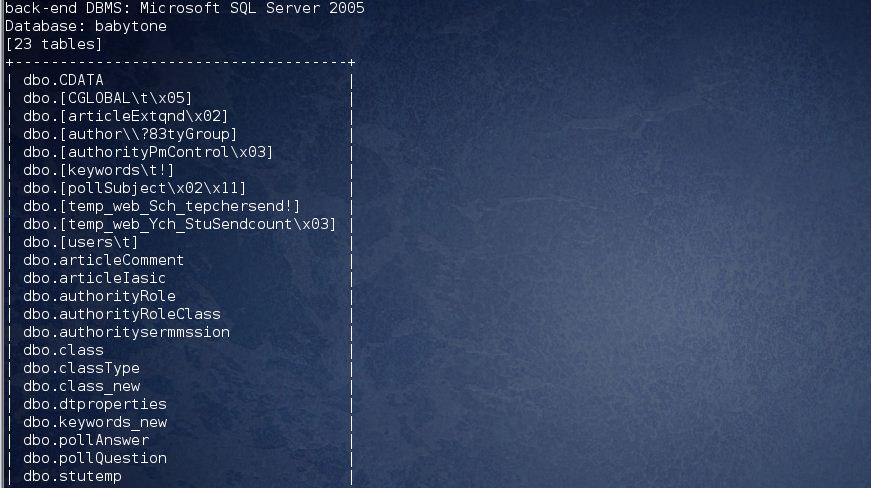 back-end DBMS: Microsoft SQL Server 2005
Database: babytone
[23 tables]
+-------------------------------------+
| dbo.CDATA                           |
| dbo.[CGLOBAL\t\x05]                 |
| dbo.[articleExtqnd\x02]             |
| dbo.[author\\?83tyGroup]            |
| dbo.[authorityPmControl\x03]        |
| dbo.[keywords\t!]                   |
| dbo.[pollSubject\x02\x11]           |
| dbo.[temp_web_Sch_tepchersend!]     |
| dbo.[temp_web_Ych_StuSendcount\x03] |
| dbo.[users\t]                       |
| dbo.articleComment                  |
| dbo.articleIasic                    |
| dbo.authorityRole                   |
| dbo.authorityRoleClass              |
| dbo.authoritysermmssion             |
| dbo.class                           |
| dbo.classType                       |
| dbo.class_new                       |
| dbo.dtproperties                    |
| dbo.keywords_new                    |
| dbo.pollAnswer                      |
| dbo.pollQuestion                    |
| dbo.stutemp                         |